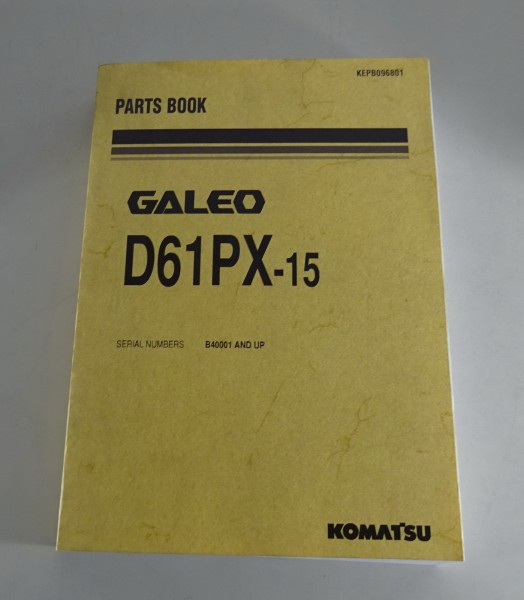 KEPB096801
PARTS BOOK
GALEO
D61PX-15
SERIAL NUMBERS B40001 AND UP
KOMATSU